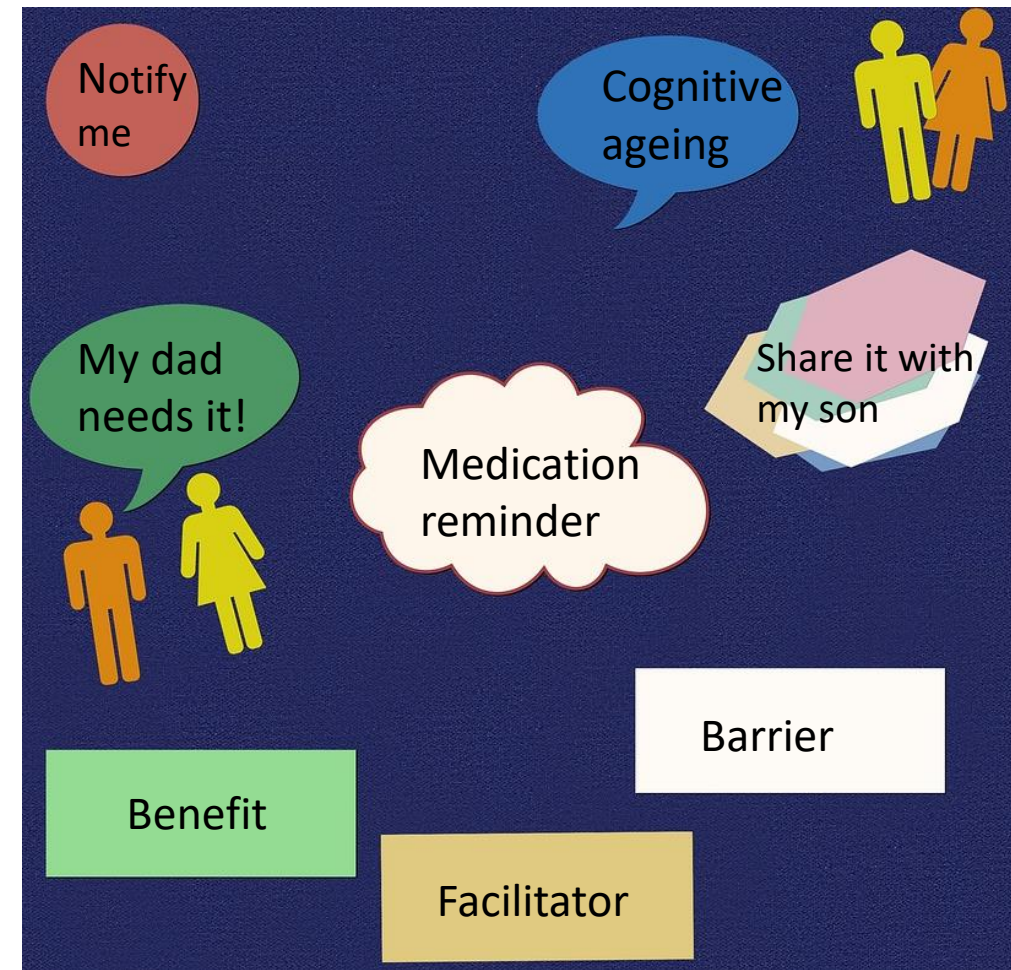 Notify
me
Cognitive
ageing
My dad
needs it!
Share it with
my son
Medication
reminder
Barrier
Benefit
Facilitator